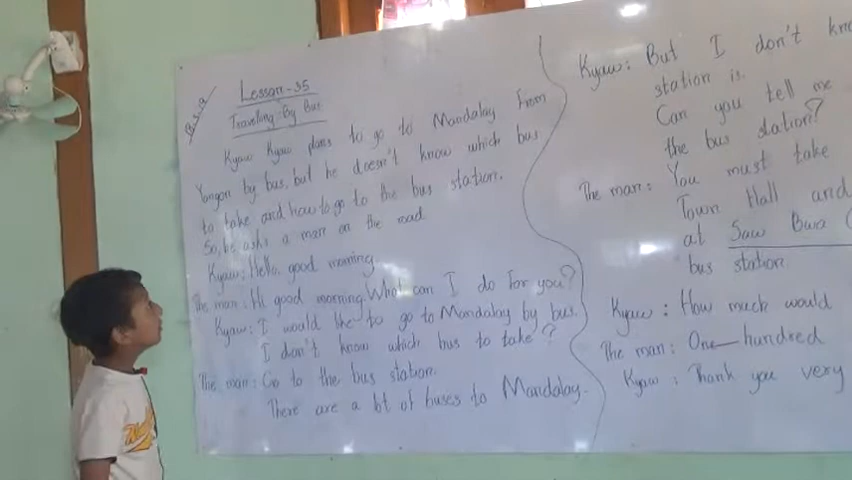 B.S.B
Lesson-35
Travelling By Bus
Kyaw Kyaw plans to go to Mandalay from
Yangon by bus, but he doesn't know which bus
to take and how to go to the bus station.
So, he asks a man on the road
Kyaw: Hello, good morning.
The man: Hi good morning. What can I do for you?
Kyaw: I would like to go to Mandalay by bus.
I don't know which bus to take?
The man: Go to the bus station.
There are a lot of buses to Mandalay.
Kyaw: But I don't
station is.
Can you tell me
the bus station?
The man: You must take
Town Hall and
at Saw Bwa
bus station
Kyaw: How much would
The man: One-hundred
Kyaw: Thank you very